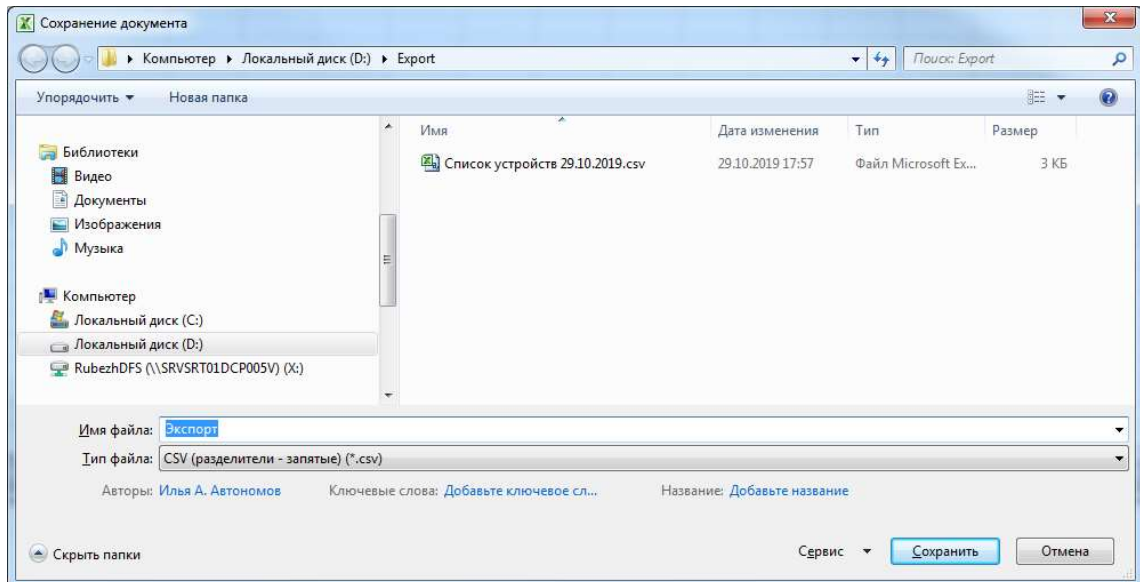 Сохранение документа
Компьютер ▸ Локальный диск (D:) ▸ Export
Поиск: Export
Упорядочить Новая папка
Имя Дата изменения Тип Размер
Список устройств 29.10.2019.csv 29.10.2019 17:57 Файл Microsoft Ex... 3 КБ
Библиотеки
Видео
Документы
Изображения
Музыка
Компьютер
Локальный диск (C:)
Локальный диск (D:)
RubezhDFS (\\SRVSRT01DCP005V) (X:)
Имя файла: Экспорт
Тип файла: CSV (разделители - запятые) (*.csv)
Авторы: Илья А. Автономов Ключевые слова: Добавьте ключевое сл... Название: Добавьте название
Скрыть папки Сервис Сохранить Отмена